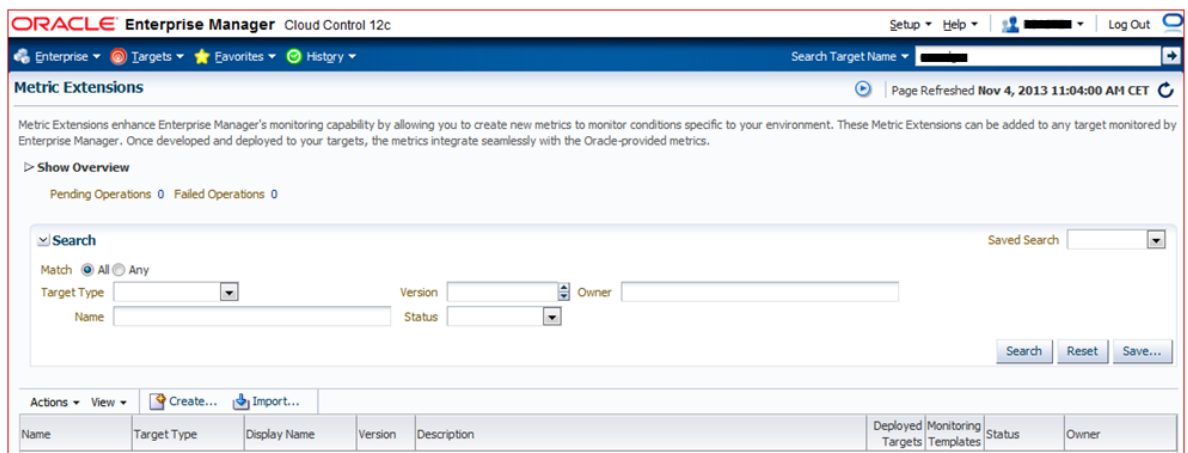 ORACLE Enterprise Manager Cloud Control 12c
Setup Help Log Out
Enterprise Targets Favorites History Search Target Name
Metric Extensions Page Refreshed Nov 4, 2013 11:04:00 AM CET
Metric Extensions enhance Enterprise Manager's monitoring capability by allowing you to create new metrics to monitor conditions specific to your environment. These Metric Extensions can be added to any target monitored by
Enterprise Manager. Once developed and deployed to your targets, the metrics integrate seamlessly with the Oracle-provided metrics.
Show Overview
Pending Operations 0 Failed Operations 0
Search Saved Search
Match All Any
Target Type Version Owner
Name Status
Search Reset Save...
Actions View Create... Import...
Name Target Type Display Name Version Description Deployed Targets Monitoring Templates Status Owner